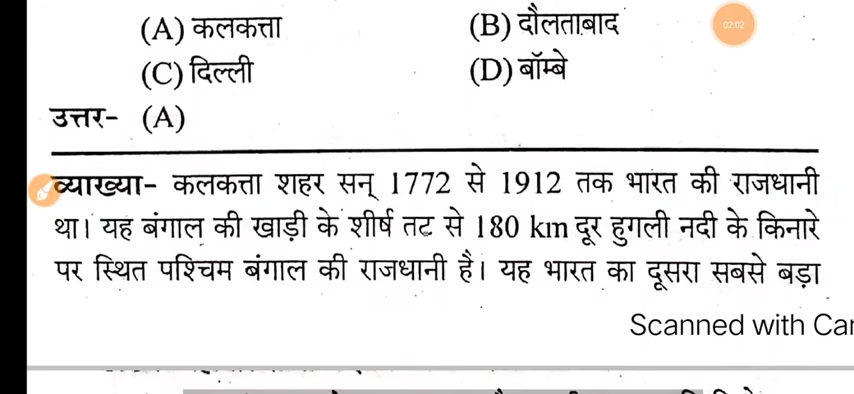 (A) कलकत्ता (B) दौलताबाद
02:02
(C) दिल्ली (D) बॉम्बे
उत्तर- (A)
व्याख्या- कलकत्ता शहर सन् 1772 से 1912 तक भारत की राजधानी
था। यह बंगाल की खाड़ी के शीर्ष तट से 180 km दूर हुगली नदी के किनारे
पर स्थित पश्चिम बंगाल की राजधानी है। यह भारत का दूसरा सबसे बड़ा
Scanned with Car